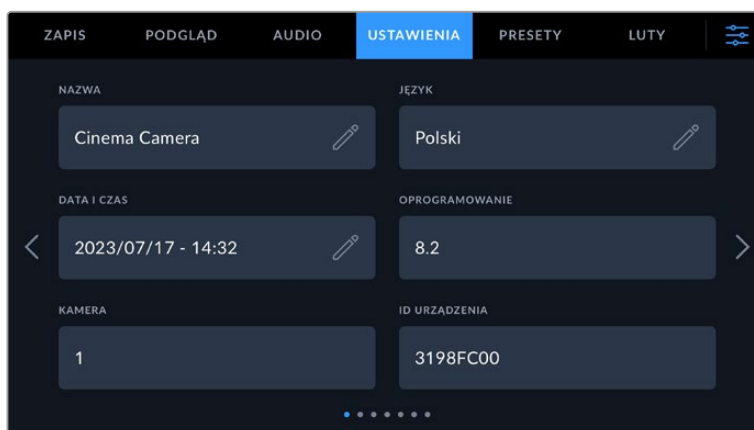 ZAPIS PODGLĄD AUDIO USTAWIENIA PRESETY LUTY
NAZWA JĘZYK
Cinema Camera Polski
DATA I CZAS OPROGRAMOWANIE
2023/07/17 - 14:32 8.2
KAMERA ID URZĄDZENIA
1 3198FC00